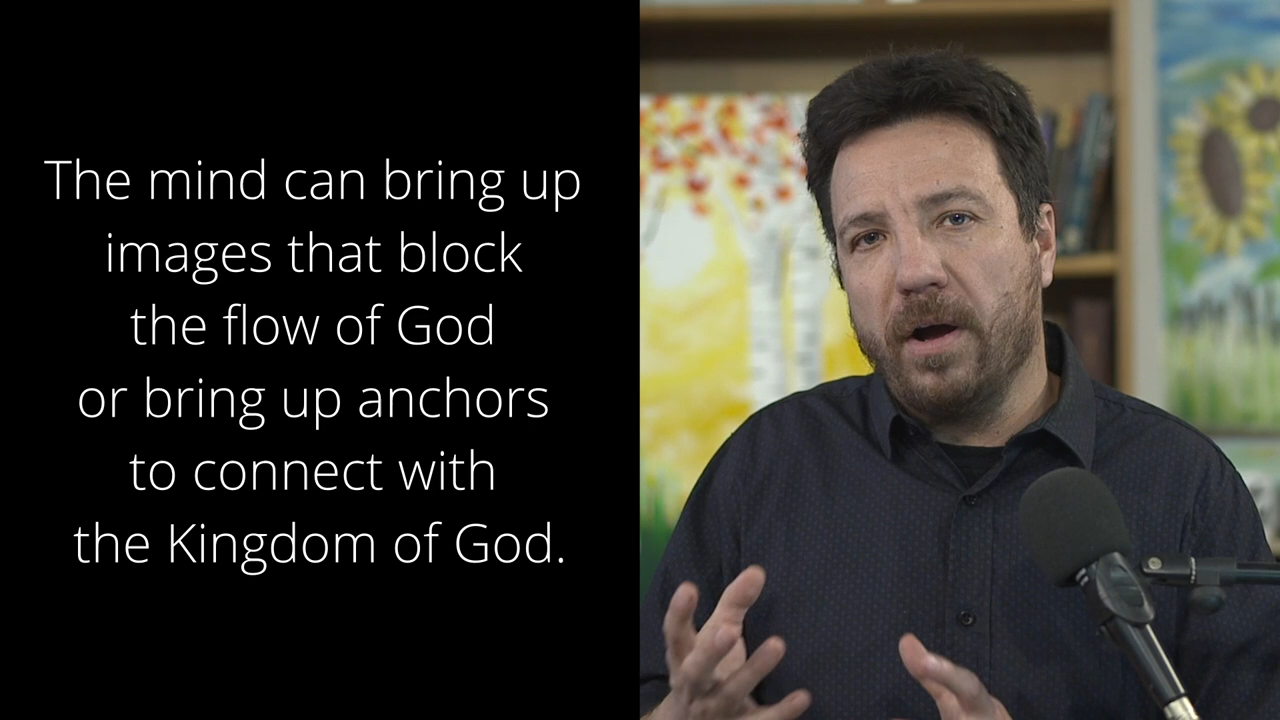 The mind can bring up
images that block
the flow of God
or bring up anchors
to connect with
the Kingdom of God.